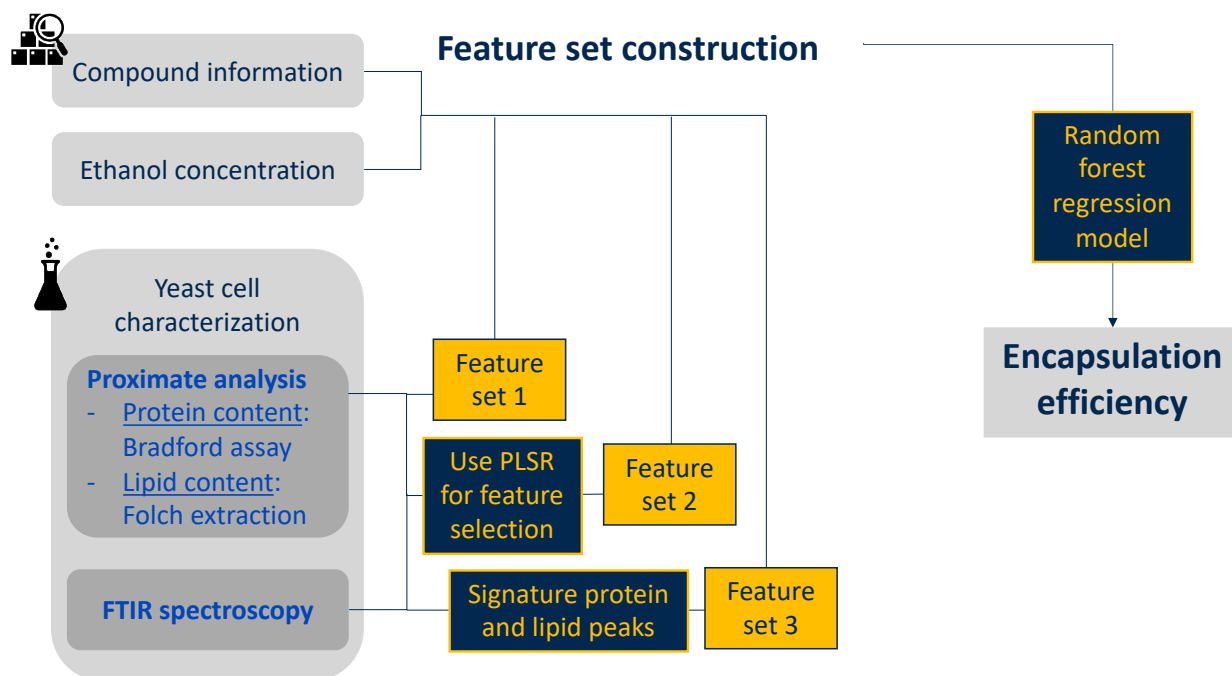 Feature set construction
Compound information
Ethanol concentration
Random
forest
regression
model
Encapsulation
efficiency
Yeast cell
characterization
Proximate analysis
- Protein content:
Bradford assay
- Lipid content:
Folch extraction
FTIR spectroscopy
Feature
set 1
Use PLSR
for feature
selection
Feature
set 2
Signature protein
and lipid peaks
Feature
set 3